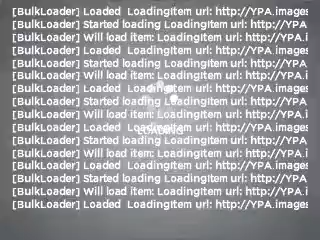 [BulkLoader] Loaded LoadingItem url: http://YPA.images
[BulkLoader] Started loading LoadingItem url: http://YPA
[BulkLoader] Will load item: LoadingItem url: http://YPA.i
[BulkLoader] Loaded LoadingItem url: http://YPA.images
[BulkLoader] Started loading LoadingItem url: http://YPA
[BulkLoader] Will load item: LoadingItem url: http://YPA.i
[BulkLoader] Loaded LoadingItem url: http://YPA.images
[BulkLoader] Started loading LoadingItem url: http://YPA
[BulkLoader] Will load item: LoadingItem url: http://YPA.i
[BulkLoader] Loaded LoadingItem url: http://YPA.images
LOADING
[BulkLoader] Started loading LoadingItem url: http://YPA
[BulkLoader] Will load item: LoadingItem url: http://YPA.i
[BulkLoader] Loaded LoadingItem url: http://YPA.images
[BulkLoader] Started loading LoadingItem url: http://YPA
[BulkLoader] Will load item: LoadingItem url: http://YPA.i
[BulkLoader] Loaded LoadingItem url: http://YPA.images